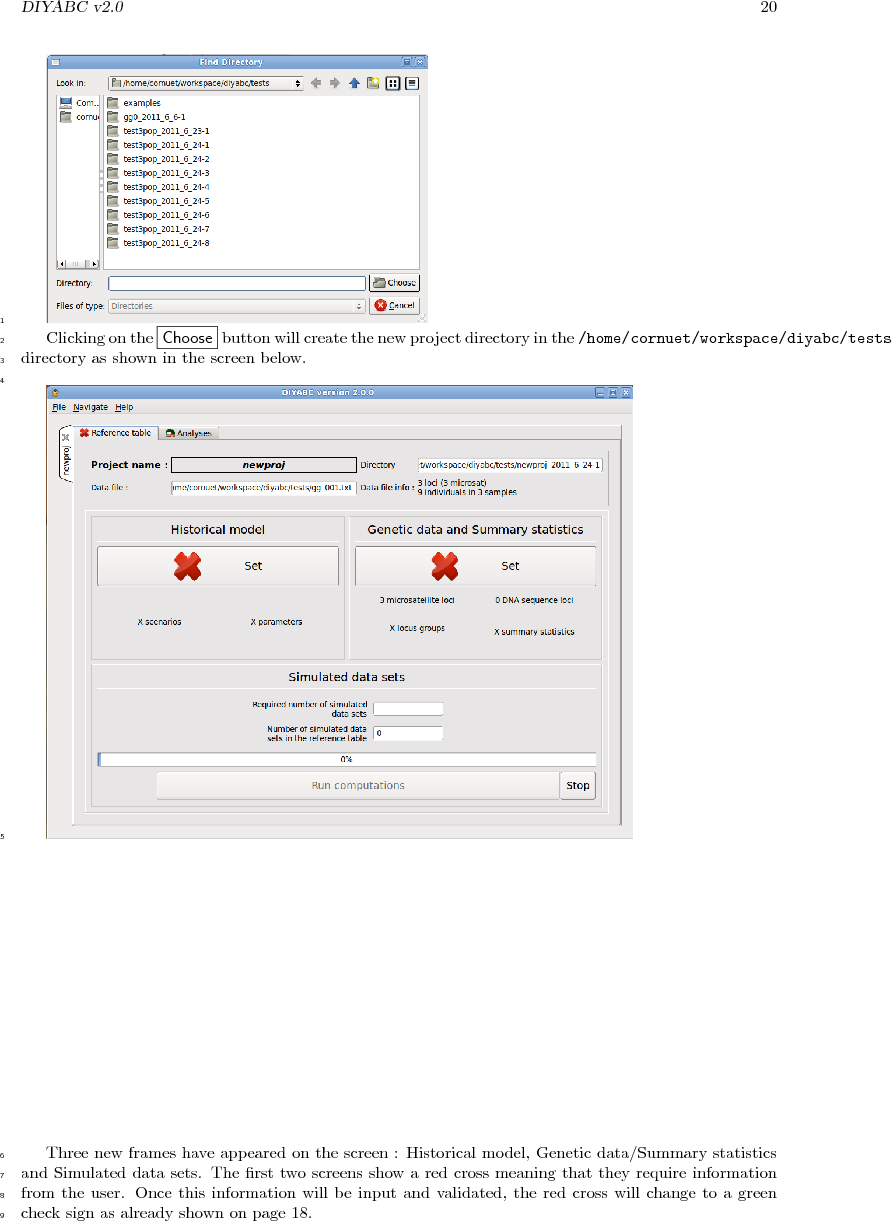 DIYABC v2.0 20
Find Directory
Look in: /home/cornuet/workspace/diyabc/tests
Com... examples
cornue gg0_2011_6_6-1
test3pop_2011_6_23-1
test3pop_2011_6_24-1
test3pop_2011_6_24-2
test3pop_2011_6_24-3
test3pop_2011_6_24-4
test3pop_2011_6_24-5
test3pop_2011_6_24-6
test3pop_2011_6_24-7
test3pop_2011_6_24-8
Directory: Choose
Files of type: Directories Cancel
1
2 Clicking on the Choose button will create the new project directory in the /home/cornuet/workspace/diyabc/tests
3 directory as shown in the screen below.
4
DIYABC version 2.0.0
File Navigate Help
Reference table Analyses
newproj
Project name : newproj Directory t/workspace/diyabc/tests/newproj_2011_6_24-1
Data file : ome/cornuet/workspace/diyabc/tests/gg_001.txt Data file info : 3 loci (3 microsat)
9 individuals in 3 samples
Historical model Genetic data and Summary statistics
Set Set
3 microsatellite loci 0 DNA sequence loci
X scenarios X parameters X locus groups X summary statistics
Simulated data sets
Required number of simulated
data sets
Number of simulated data
sets in the reference table 0
0%
Run computations Stop
5
6 Three new frames have appeared on the screen : Historical model, Genetic data/Summary statistics
7 and Simulated data sets. The first two screens show a red cross meaning that they require information
8 from the user. Once this information will be input and validated, the red cross will change to a green
9 check sign as already shown on page 18.